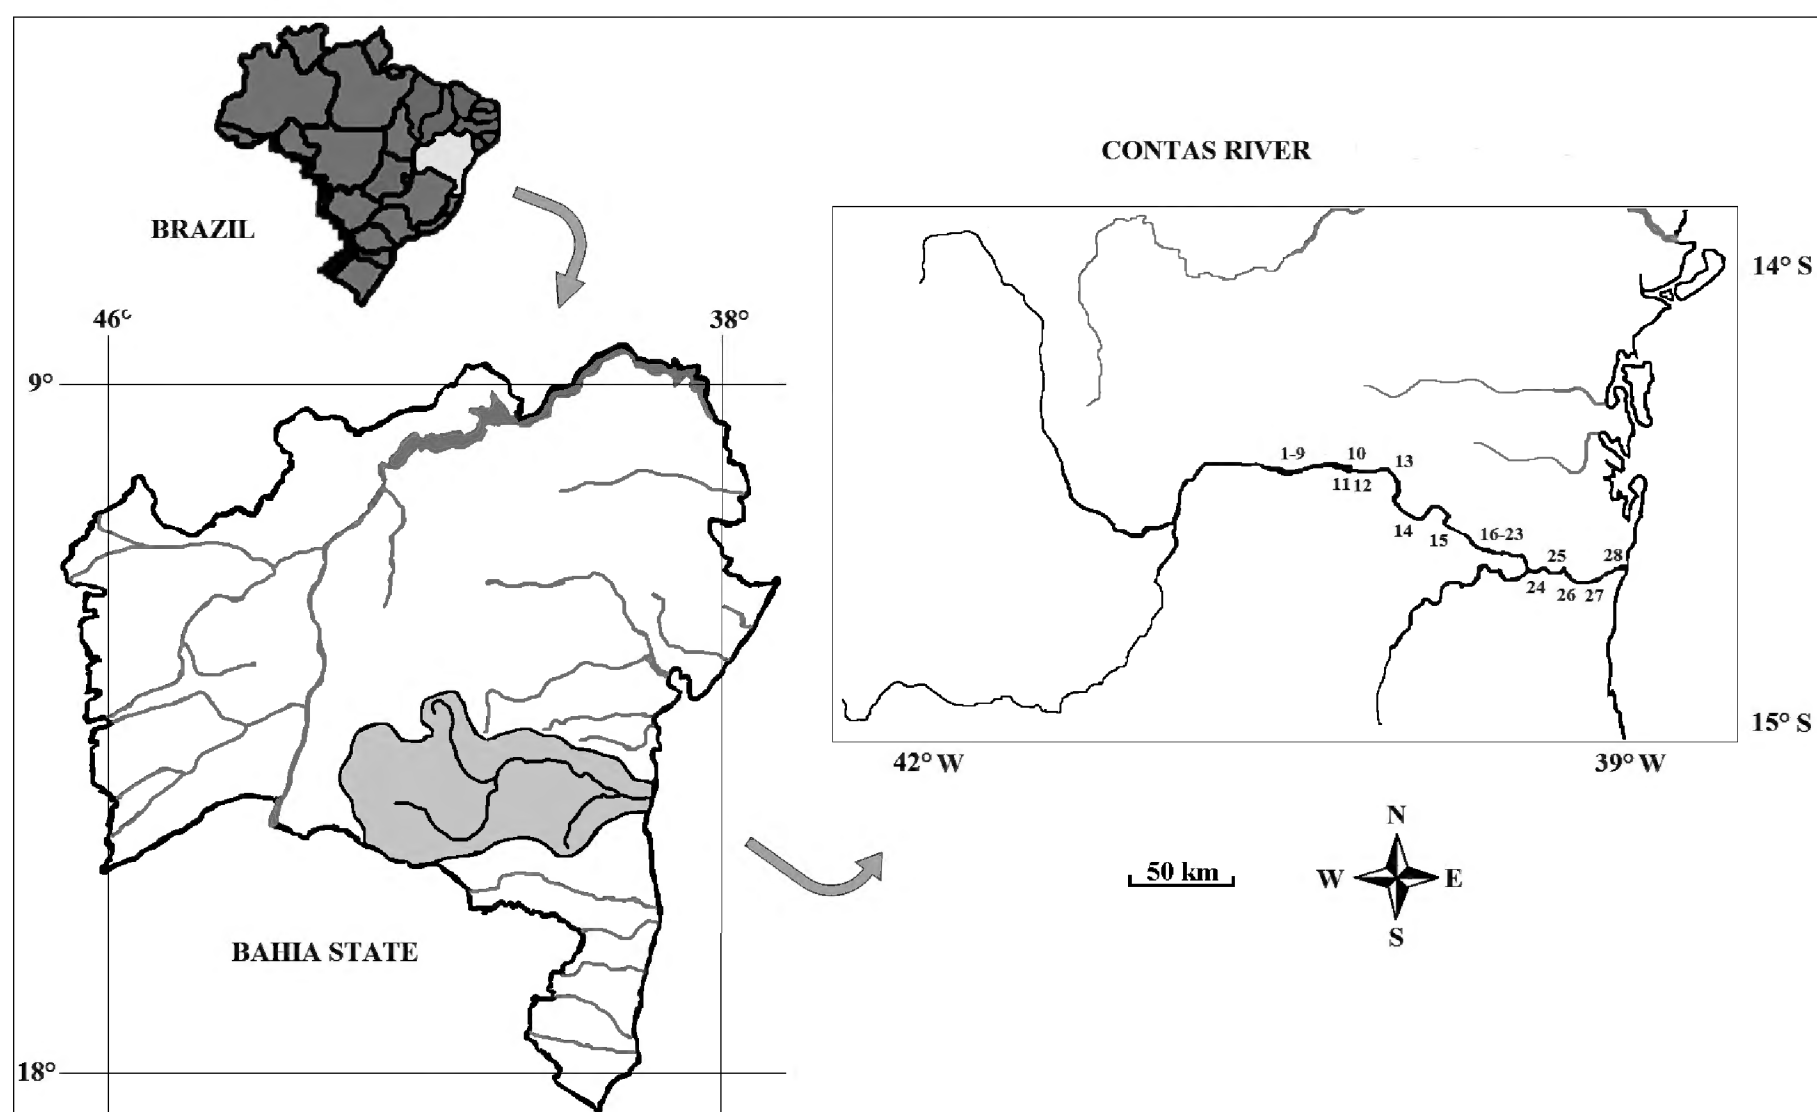 CONTAS RIVER
BRAZIL
14° S
46°
38°
9°
1-9
10
13
11 12
14
15
16-23
25
28
24
26
27
15° S
42° W
39° W
N
50 km
W
E
S
BAHIA STATE
18°